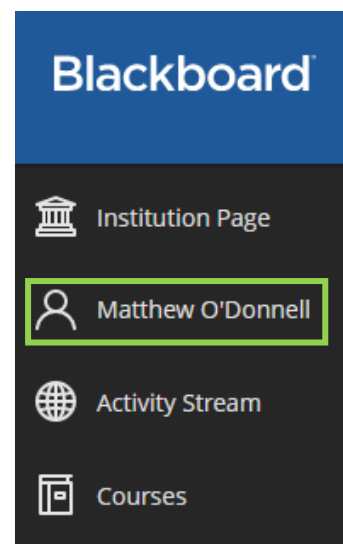 Blackboard
Institution Page
Matthew O'Donnell
Activity Stream
Courses